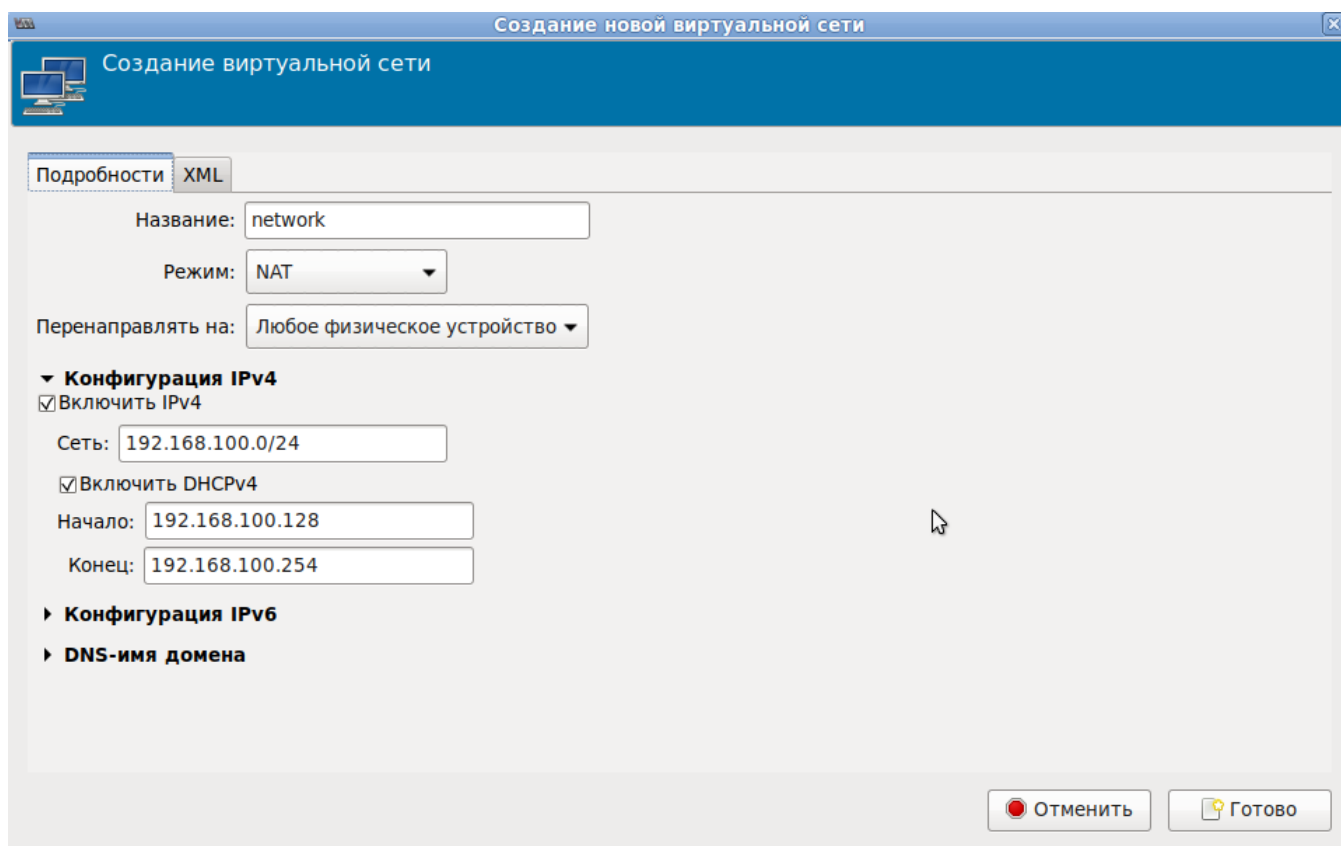 Создание новой виртуальной сети
Создание виртуальной сети
Подробности XML
Название: network
Режим: NAT
Перенаправлять на: Любое физическое устройство
Конфигурация IPv4
Включить IPv4
Сеть: 192.168.100.0/24
Включить DHCPv4
Начало: 192.168.100.128
Конец: 192.168.100.254
Конфигурация IPv6
DNS-имя домена
Отменить Готово